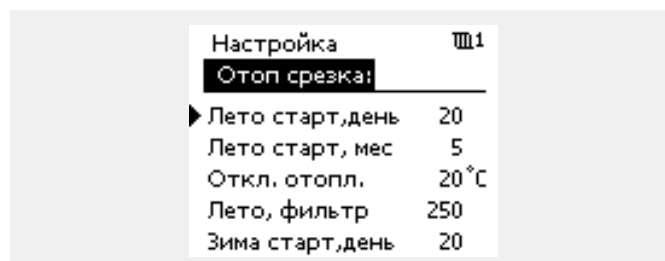 Настройка 1
Отоп срезка:
Лето старт,день 20
Лето старт, мес 5
Откл. отопл. 20°C
Лето, фильтр 250
Зима старт,день 20